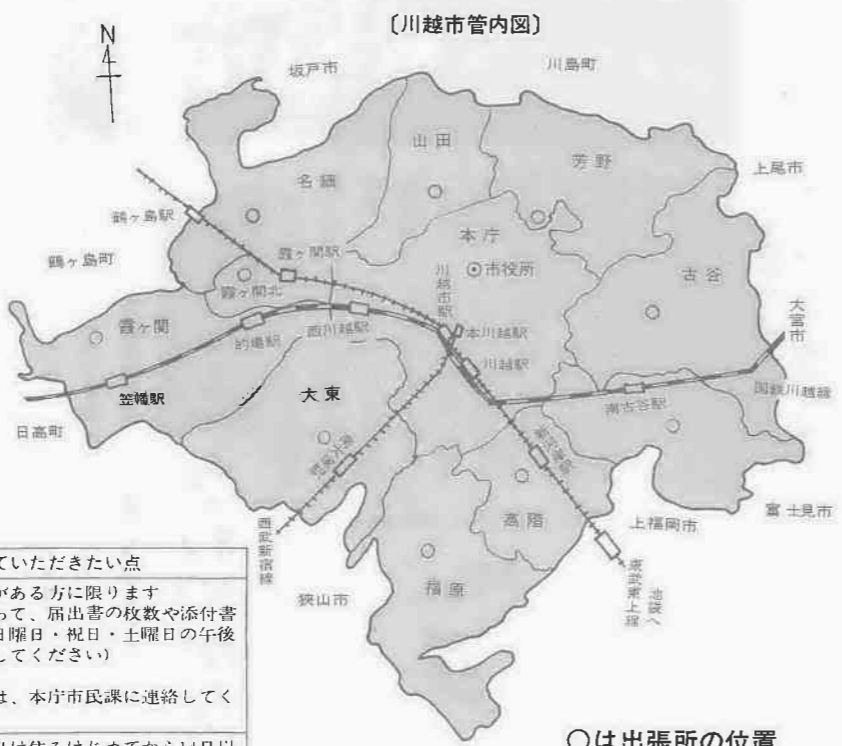 〔川越市管内図〕
N
坂戸市
川島町
山田
芳野
名細
上尾市
鶴ヶ島駅
本庁
霞ヶ関駅
鶴ヶ島町
◎市役所
古谷
霞ヶ関北
川越市駅
大宮市
霞ヶ関
本川越駅
的場駅
西川越駅
川越駅
笠幡駅
大東
南古谷駅
国鉄川越線
日高町
高階
上福岡市
富士見市
西武新宿線
狭山市
福原
東武東上線
池袋へ
ていただきたい点
がある方に限ります
って、届出書の枚数や添付書
日曜日・祝日・土曜日の午後
してください)
は、本庁市民課に連絡してく
○は出張所の位置